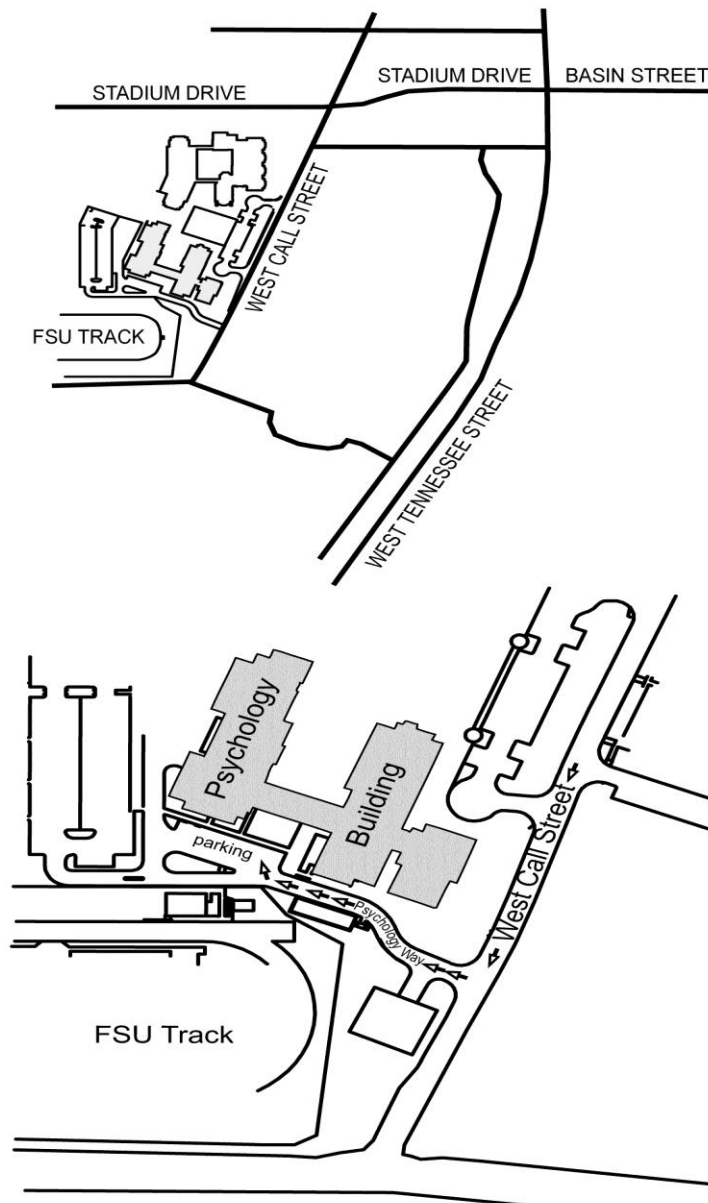 STADIUM DRIVE
BASIN STREET
STADIUM DRIVE
WEST CALL STREET
FSU TRACK
WEST TENNESSEE STREET
Psychology
Building
parking
Psychology Way
West Call Street
FSU Track